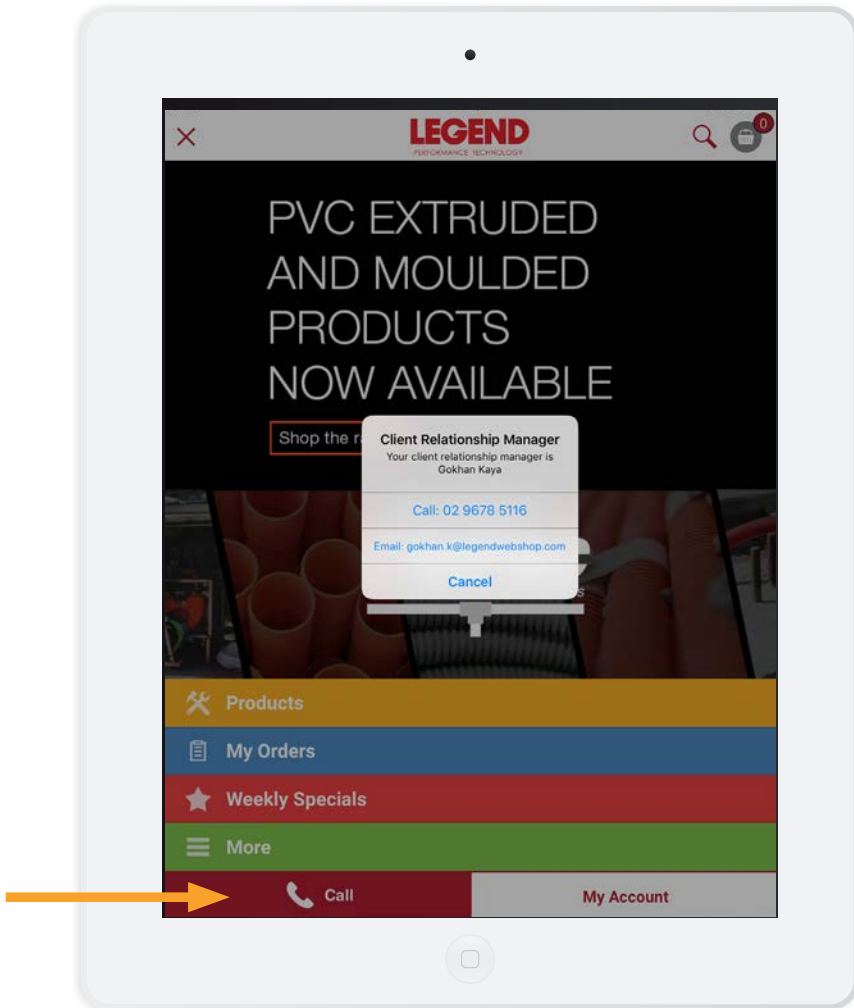 LEGEND
PERFORMANCE TECHNOLOGY
0
PVC EXTRUDED
AND MOULDED
PRODUCTS
NOW AVAILABLE
Shop the r
Client Relationship Manager
Your client relationship manager is
Gokhan Kaya
Call: 02 9678 5116
Email: gokhan.k@legendwebshop.com
Cancel
Products
My Orders
Weekly Specials
More
Call
My Account